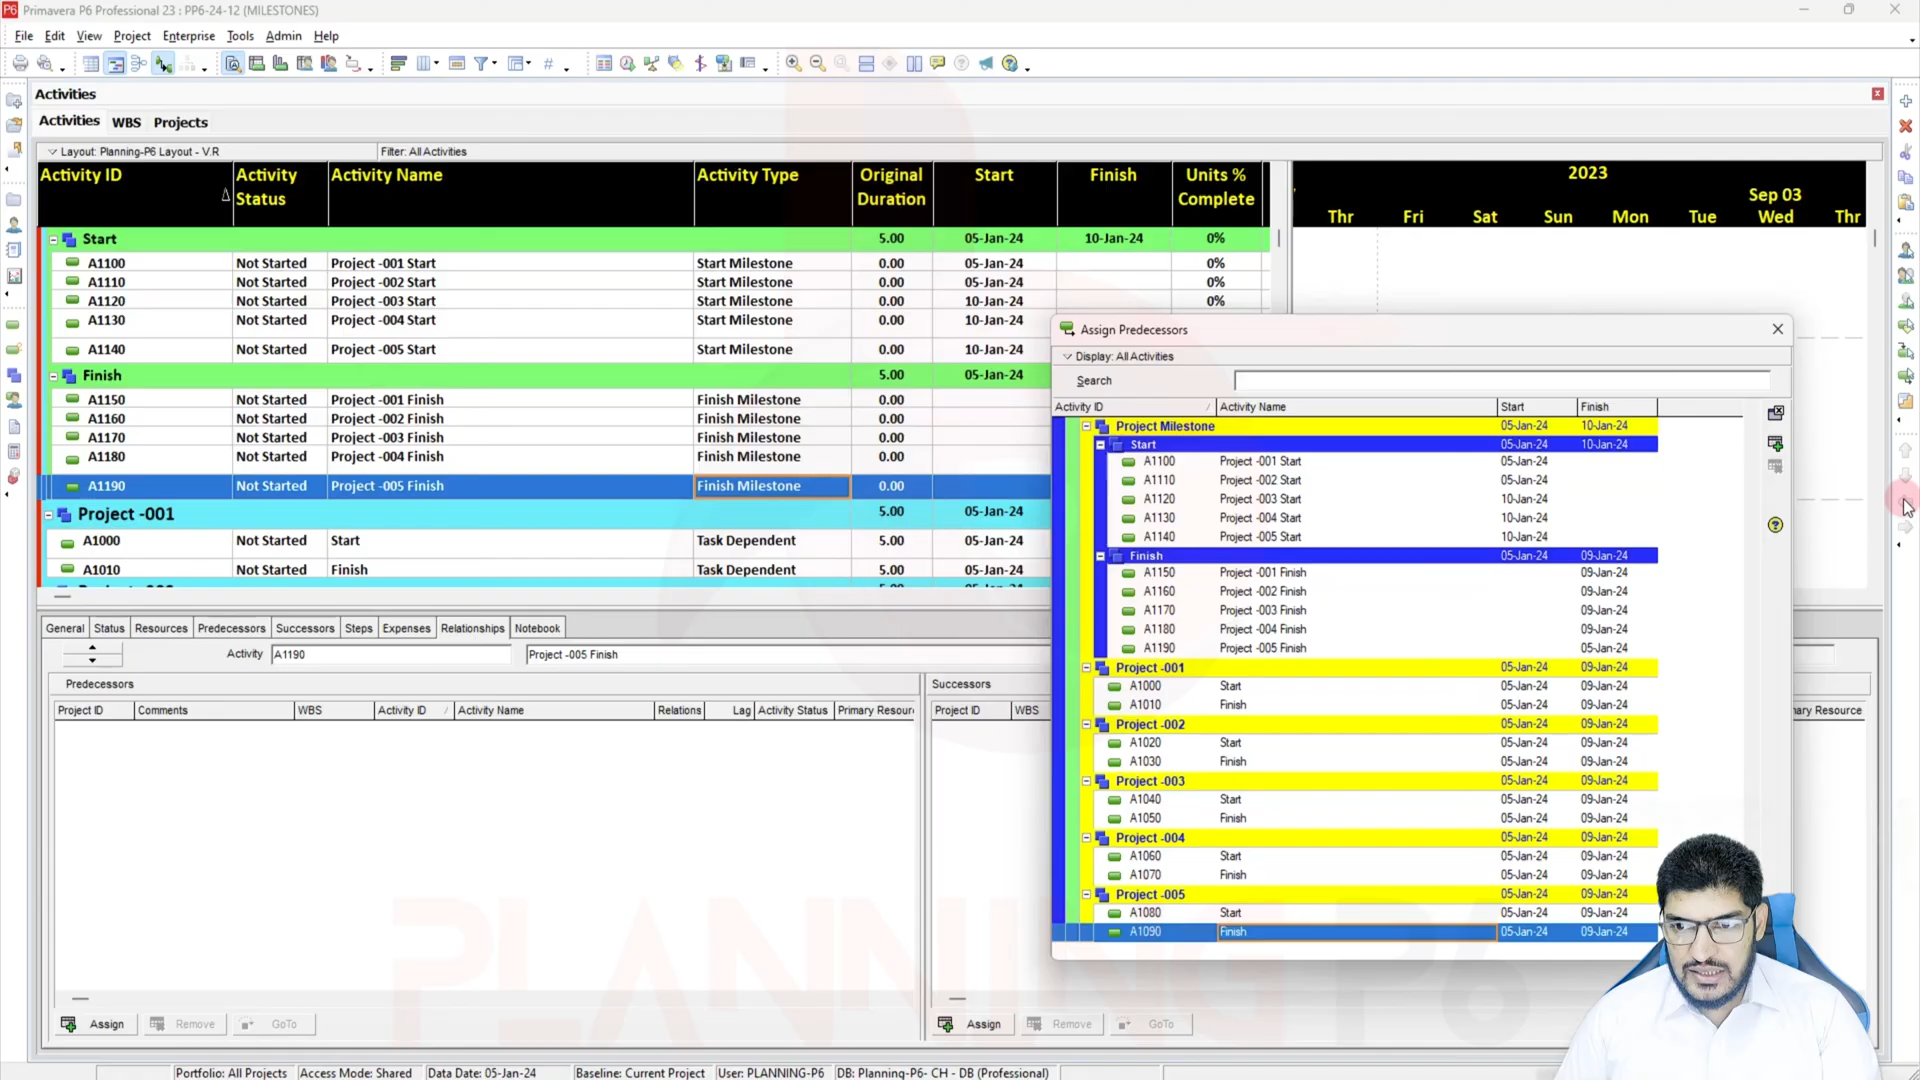 P6 Primavera P6 Professional 23 : PP6-24-12 (MILESTONES)
File Edit View Project Enterprise Tools Admin Help
Activities
Activities WBS Projects
Layout: Planning-P6 Layout - V.R Filter: All Activities
Activity ID Activity Status Activity Name Activity Type Original Duration Start Finish Units % Complete
2023
Sep 03
Thr Fri Sat Sun Mon Tue Wed Thr
Start 5.00 05-Jan-24 10-Jan-24 0%
A1100 Not Started Project -001 Start Start Milestone 0.00 05-Jan-24 0%
A1110 Not Started Project -002 Start Start Milestone 0.00 05-Jan-24 0%
A1120 Not Started Project -003 Start Start Milestone 0.00 10-Jan-24 0%
A1130 Not Started Project -004 Start Start Milestone 0.00 10-Jan-24
A1140 Not Started Project -005 Start Start Milestone 0.00 10-Jan-24
Finish 5.00 05-Jan-24
A1150 Not Started Project -001 Finish Finish Milestone 0.00
A1160 Not Started Project -002 Finish Finish Milestone 0.00
A1170 Not Started Project -003 Finish Finish Milestone 0.00
A1180 Not Started Project -004 Finish Finish Milestone 0.00
A1190 Not Started Project -005 Finish Finish Milestone 0.00
Project -001 5.00 05-Jan-24
A1000 Not Started Start Task Dependent 5.00 05-Jan-24
A1010 Not Started Finish Task Dependent 5.00 05-Jan-24
Assign Predecessors
Display: All Activities
Search
Activity ID Activity Name Start Finish
Project Milestone 05-Jan-24 10-Jan-24
Start 05-Jan-24 10-Jan-24
A1100 Project -001 Start 05-Jan-24
A1110 Project -002 Start 05-Jan-24
A1120 Project -003 Start 10-Jan-24
A1130 Project -004 Start 10-Jan-24
A1140 Project -005 Start 10-Jan-24
Finish 05-Jan-24 09-Jan-24
A1150 Project -001 Finish 09-Jan-24
A1160 Project -002 Finish 09-Jan-24
A1170 Project -003 Finish 09-Jan-24
A1180 Project -004 Finish 09-Jan-24
A1190 Project -005 Finish 05-Jan-24
Project -001 05-Jan-24 09-Jan-24
A1000 Start 05-Jan-24 09-Jan-24
A1010 Finish 05-Jan-24 09-Jan-24
Project -002 05-Jan-24 09-Jan-24
A1020 Start 05-Jan-24 09-Jan-24
A1030 Finish 05-Jan-24 09-Jan-24
Project -003 05-Jan-24 09-Jan-24
A1040 Start 05-Jan-24 09-Jan-24
A1050 Finish 05-Jan-24 09-Jan-24
Project -004 05-Jan-24 09-Jan-24
A1060 Start 05-Jan-24 09-Jan-24
A1070 Finish 05-Jan-24 09-Jan-24
Project -005 05-Jan-24 09-Jan-24
A1080 Start 05-Jan-24 09-Jan-24
A1090 Finish 05-Jan-24 09-Jan-24
General Status Resources Predecessors Successors Steps Expenses Relationships Notebook
Activity A1190 Project -005 Finish
Predecessors Successors
Project ID Comments WBS Activity ID Activity Name Relations Lag Activity Status Primary Resour Project ID WBS nary Resource
PLANNING P6
Assign Remove GoTo Assign Remove GoTo
Portfolio: All Projects Access Mode: Shared Data Date: 05-Jan-24 Baseline: Current Project User: PLANNING-P6 DB: Planning-P6- CH - DB (Professional)